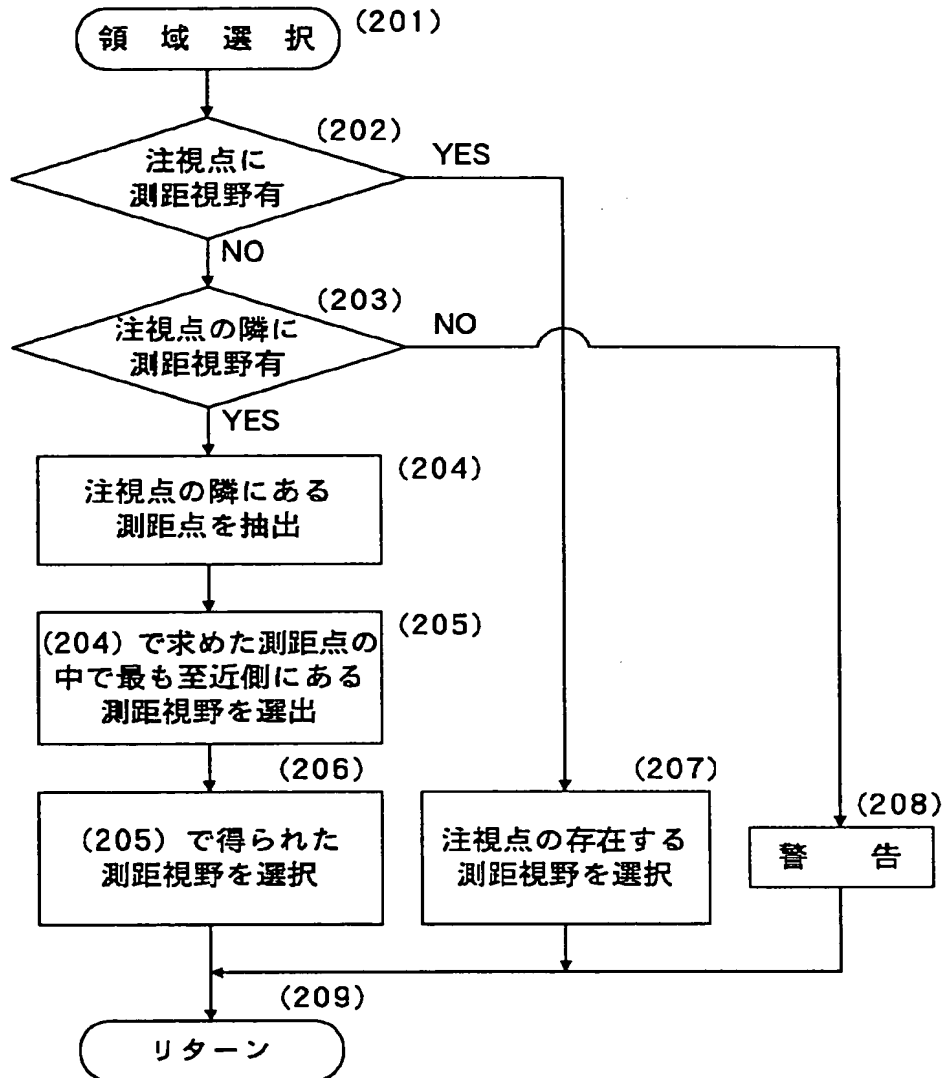 領　域　選　択
(201)
(202)
注視点に
測距視野有
YES
NO
(203)
注視点の隣に
測距視野有
NO
YES
(204)
注視点の隣にある
測距点を抽出
(205)
(204)で求めた測距点の
中で最も至近側にある
測距視野を選出
(206)
(205)で得られた
測距視野を選択
(207)
注視点の存在する
測距視野を選択
(208)
警　告
(209)
リターン